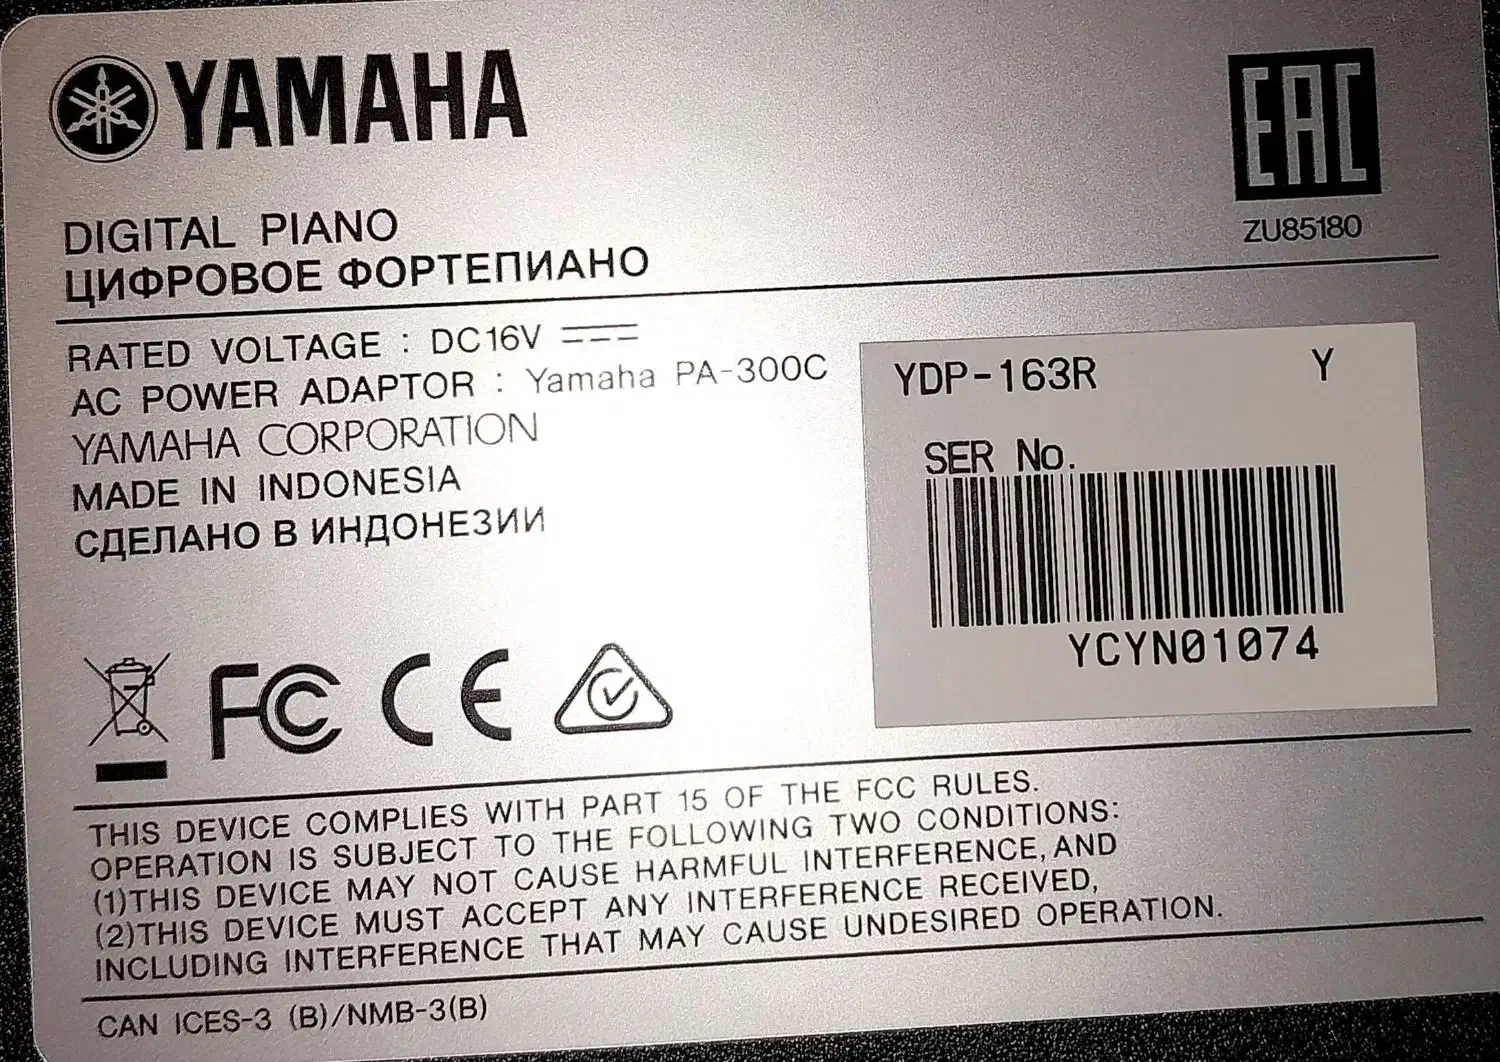 YAMAHA
EAC
ZU85180
DIGITAL PIANO
ЦИФРОВОЕ ФОРТЕПИАНО
RATED VOLTAGE : DC16V
AC POWER ADAPTOR : Yamaha PA-300C
YAMAHA CORPORATION
MADE IN INDONESIA
СДЕЛАНО В ИНДОНЕЗИИ
YDP-163R Y
SER No.
YCYN01074
FC CE
THIS DEVICE COMPLIES WITH PART 15 OF THE FCC RULES.
OPERATION IS SUBJECT TO THE FOLLOWING TWO CONDITIONS:
(1)THIS DEVICE MAY NOT CAUSE HARMFUL INTERFERENCE, AND
(2)THIS DEVICE MUST ACCEPT ANY INTERFERENCE RECEIVED,
INCLUDING INTERFERENCE THAT MAY CAUSE UNDESIRED OPERATION.
CAN ICES-3 (B)/NMB-3(B)